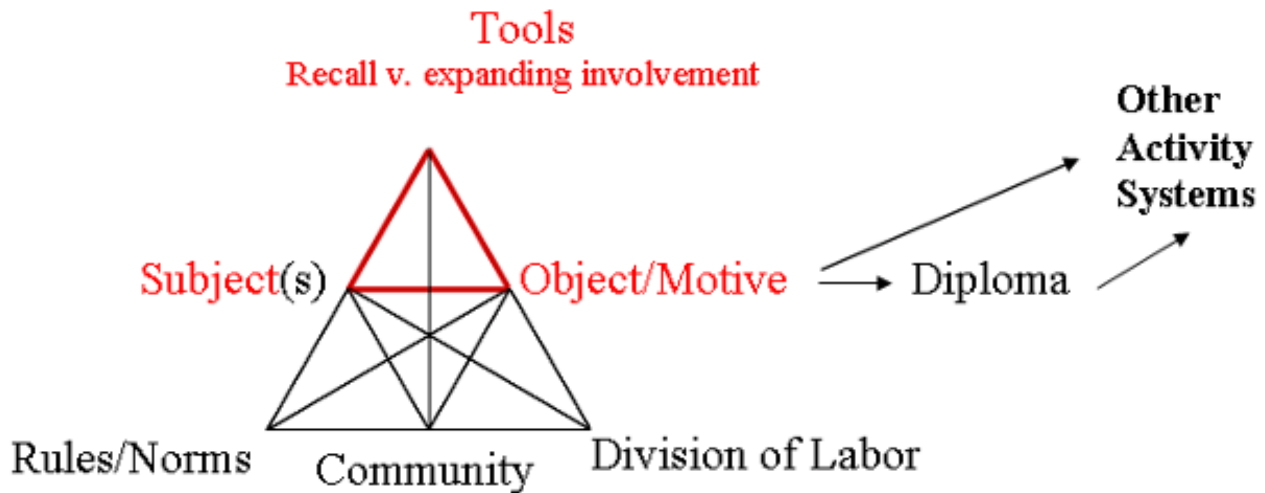 Tools
Recall v. expanding involvement
Other
Activity
Systems
Subject(s)
Object/Motive
Diploma
Rules/Norms
Community
Division of Labor